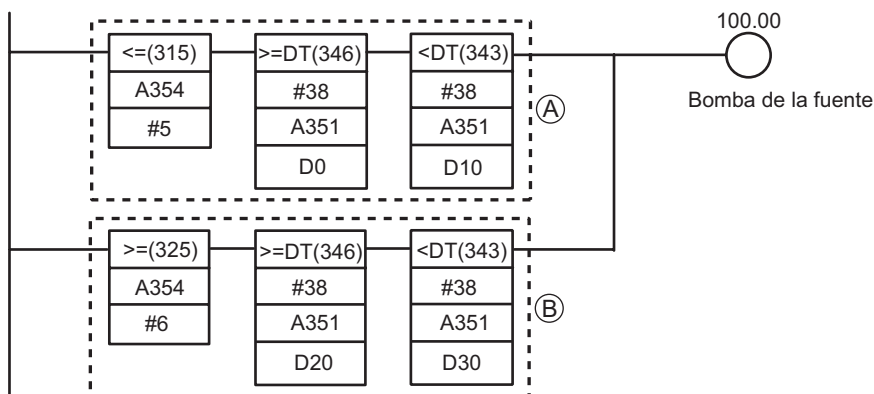 100.00
<=(315) >=DT(346) <DT(343)
A354 #38 #38
#5 A351 A351
D0 D10
A
Bomba de la fuente
>=(325) >=DT(346) <DT(343)
A354 #38 #38
#6 A351 A351
D20 D30
B